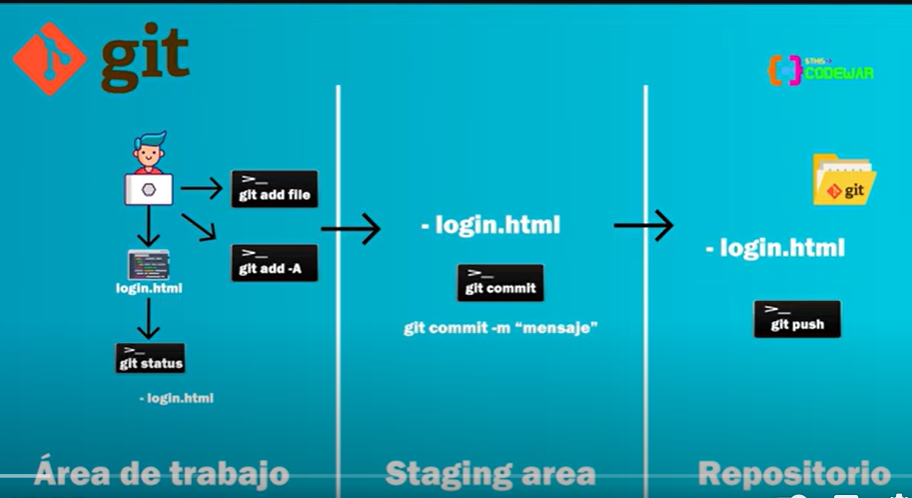 git
$THIS->
CODEWAR
>_
git add file
>_
git add -A
login.html
>_
git status
- login.html
Área de trabajo
- login.html
>_
git commit
git commit -m “mensaje”
Staging area
git
- login.html
>_
git push
Repositorio